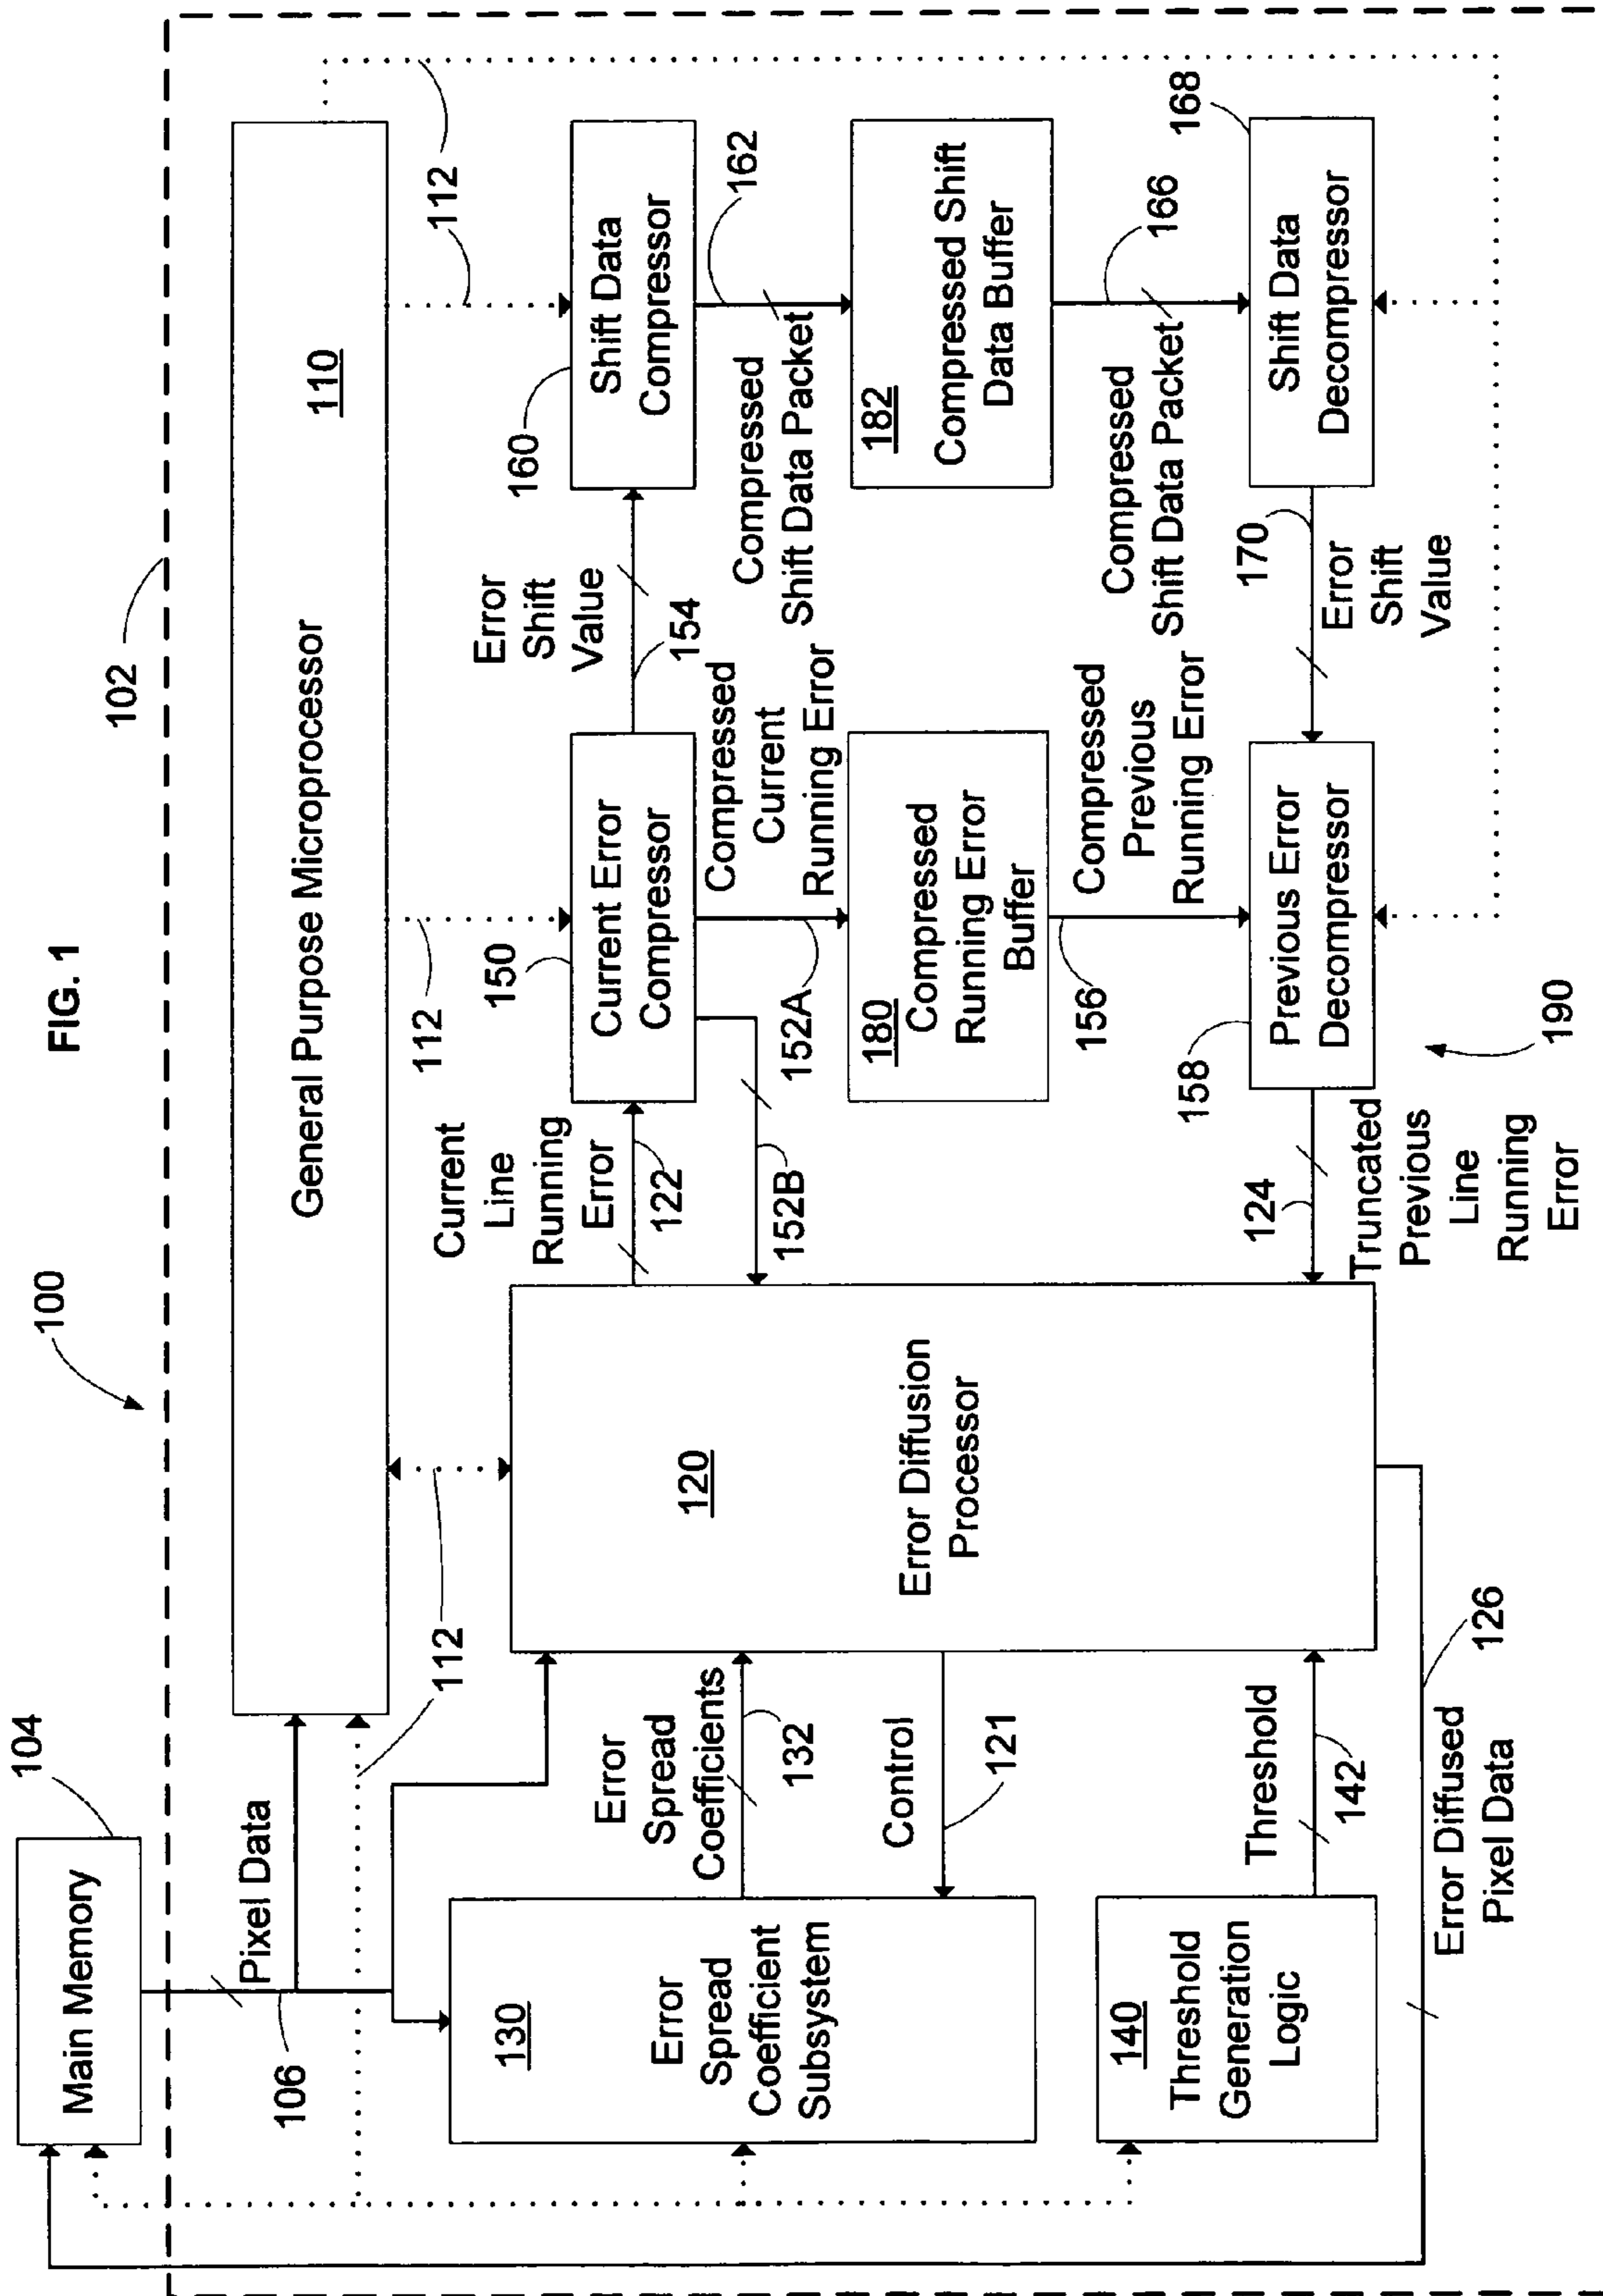 FIG. 1
100
102
104
Main Memory
106
Pixel Data
112
General Purpose Microprocessor
110
112
112
112
112
130
Error
Spread
Coefficient
Subsystem
Error
Spread
Coefficients
132
Control
121
140
Threshold
Generation
Logic
Threshold
142
120
Error Diffusion
Processor
126
Error Diffused
Pixel Data
Current
Line
Running
Error
122
150
Current Error
Compressor
152B
152A
Compressed
Current
Running Error
Error
Shift
Value
154
160
Shift Data
Compressor
162
Compressed
Shift Data Packet
180
Compressed
Running Error
Buffer
182
Compressed Shift
Data Buffer
156
Compressed
Previous
Running Error
166
Compressed
Shift Data Packet
158
Previous Error
Decompressor
168
Shift Data
Decompressor
170
Error
Shift
Value
124
Truncated
Previous
Line
Running
Error
190